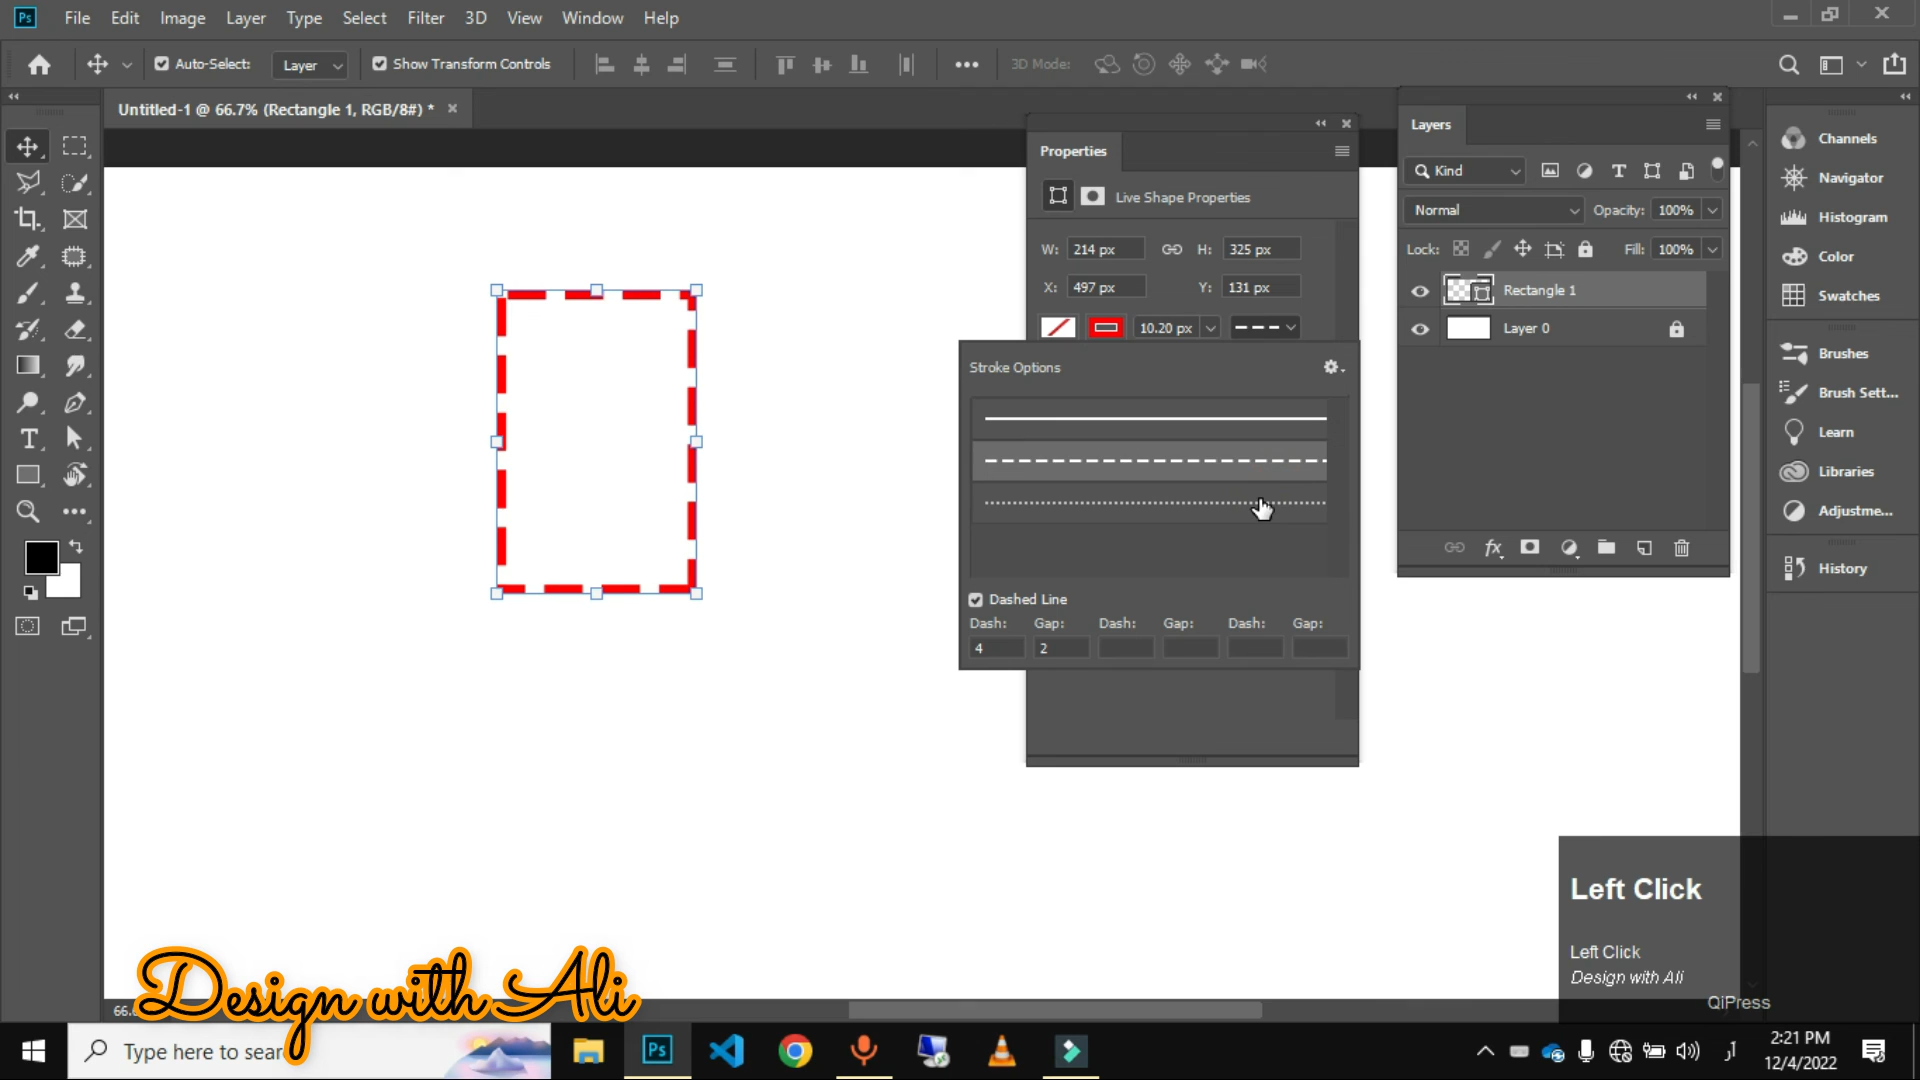 Ps File Edit Image Layer Type Select Filter 3D View Window Help
Auto-Select: Layer Show Transform Controls 3D Mode:
Untitled-1 @ 66.7% (Rectangle 1, RGB/8#) *
Properties
Live Shape Properties
W: 214 px H: 325 px
X: 497 px Y: 131 px
10.20 px
Stroke Options
Dashed Line
Dash: Gap: Dash: Gap: Dash: Gap:
4 2
Layers
Kind
Normal Opacity: 100%
Lock: Fill: 100%
Rectangle 1
Layer 0
fx
Channels
Navigator
Histogram
Color
Swatches
Brushes
Brush Sett...
Learn
Libraries
Adjustme...
History
Left Click
Left Click
Design with Ali
QiPress
Design with Ali
66.
Type here to sear
Ps
2:21 PM
12/4/2022